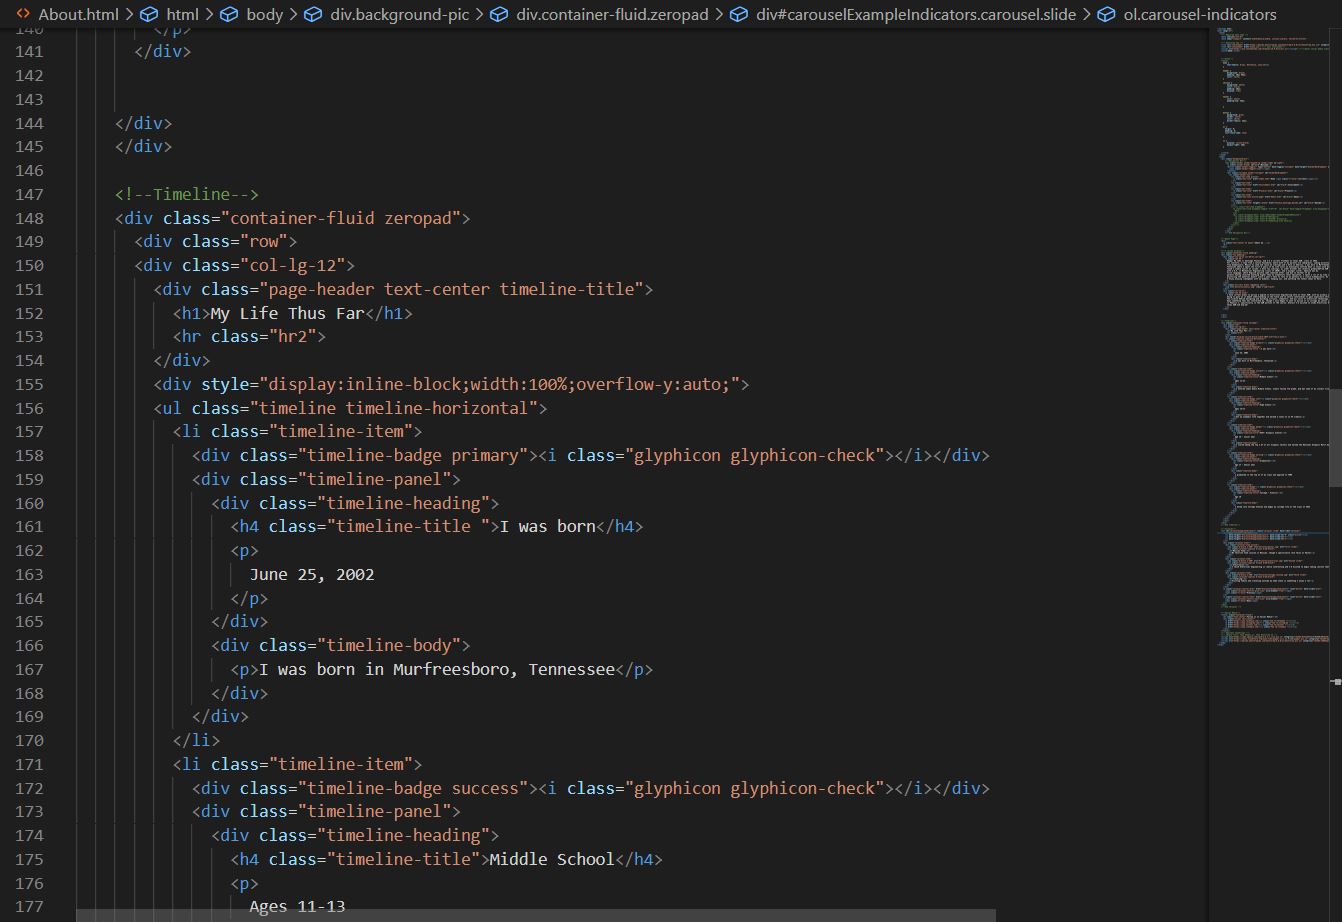 About.html > html > body > div.background-pic > div.container-fluid.zeropad > div#carouselExampleIndicators.carousel.slide > ol.carousel-indicators
140 </p>
141 </div>
142
143
144 </div>
145 </div>
146
147 <!--Timeline-->
148 <div class="container-fluid zeropad">
149 <div class="row">
150 <div class="col-lg-12">
151 <div class="page-header text-center timeline-title">
152 <h1>My Life Thus Far</h1>
153 <hr class="hr2">
154 </div>
155 <div style="display:inline-block;width:100%;overflow-y:auto;">
156 <ul class="timeline timeline-horizontal">
157 <li class="timeline-item">
158 <div class="timeline-badge primary"><i class="glyphicon glyphicon-check"></i></div>
159 <div class="timeline-panel">
160 <div class="timeline-heading">
161 <h4 class="timeline-title ">I was born</h4>
162 <p>
163 June 25, 2002
164 </p>
165 </div>
166 <div class="timeline-body">
167 <p>I was born in Murfreesboro, Tennessee</p>
168 </div>
169 </div>
170 </li>
171 <li class="timeline-item">
172 <div class="timeline-badge success"><i class="glyphicon glyphicon-check"></i></div>
173 <div class="timeline-panel">
174 <div class="timeline-heading">
175 <h4 class="timeline-title">Middle School</h4>
176 <p>
177 Ages 11-13